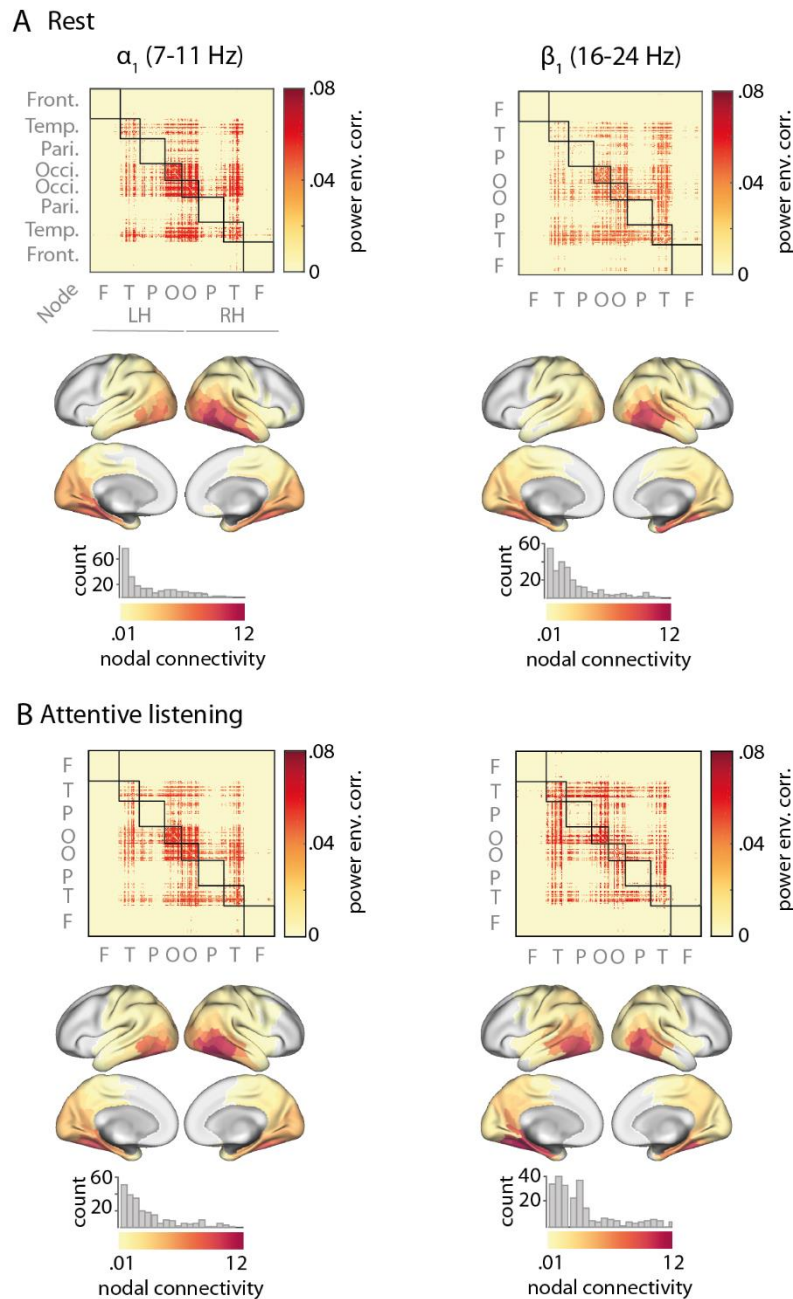 A Rest
α₁ (7-11 Hz)
β₁ (16-24 Hz)
Front.
Temp.
Pari.
Occi.
Occi.
Pari.
Temp.
Front.
Node
F T P O O P T F
LH RH
.08
.04
0
power env. corr.
F
T
P
O
O
P
T
F
F T P O O P T F
.08
.04
0
power env. corr.
count
60
20
.01 12
nodal connectivity
count
60
20
.01 12
nodal connectivity
B Attentive listening
F
T
P
O
O
P
T
F
F T P O O P T F
.08
.04
0
power env. corr.
F
T
P
O
O
P
T
F
F T P O O P T F
.08
.04
0
power env. corr.
count
60
20
.01 12
nodal connectivity
count
40
20
.01 12
nodal connectivity